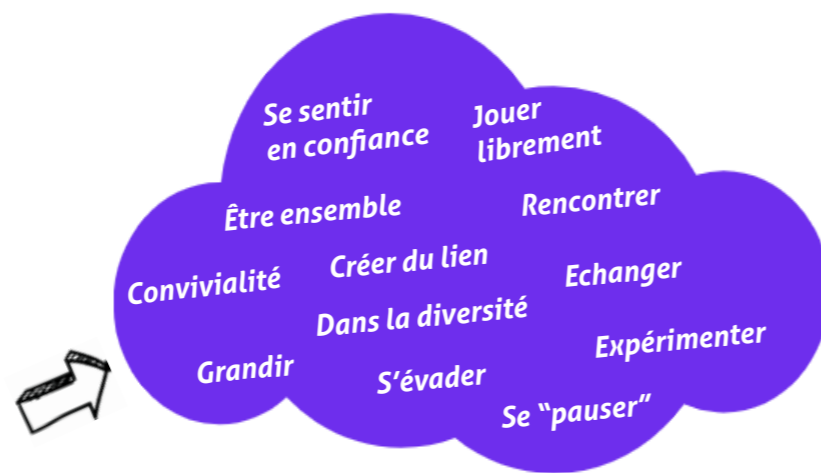 Se sentir
en confiance
Jouer
librement
Être ensemble
Rencontrer
Convivialité
Créer du lien
Echanger
Dans la diversité
Expérimenter
Grandir
S’évader
Se “pauser”